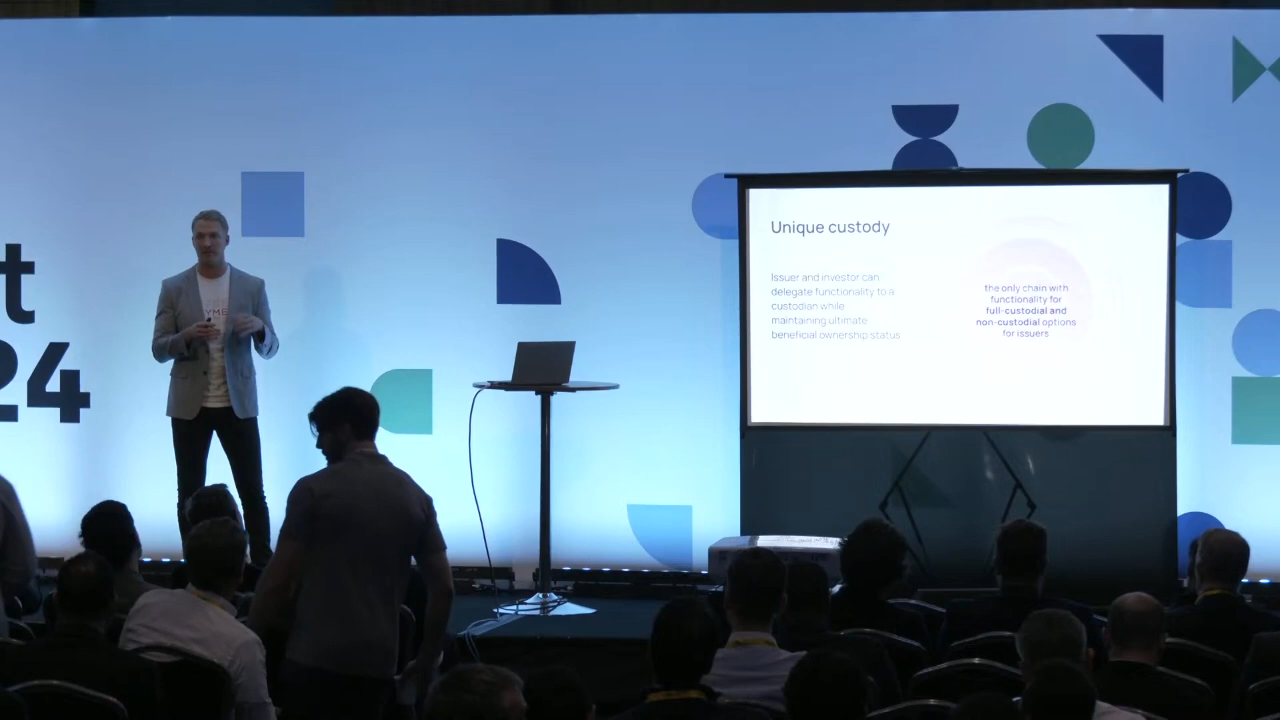 t
24
YME
Unique custody
Issuer and investor can
delegate functionality to a
custodian while
maintaining ultimate
beneficial ownership status
the only chain with
functionality for
full-custodial and
non-custodial options
for issuers